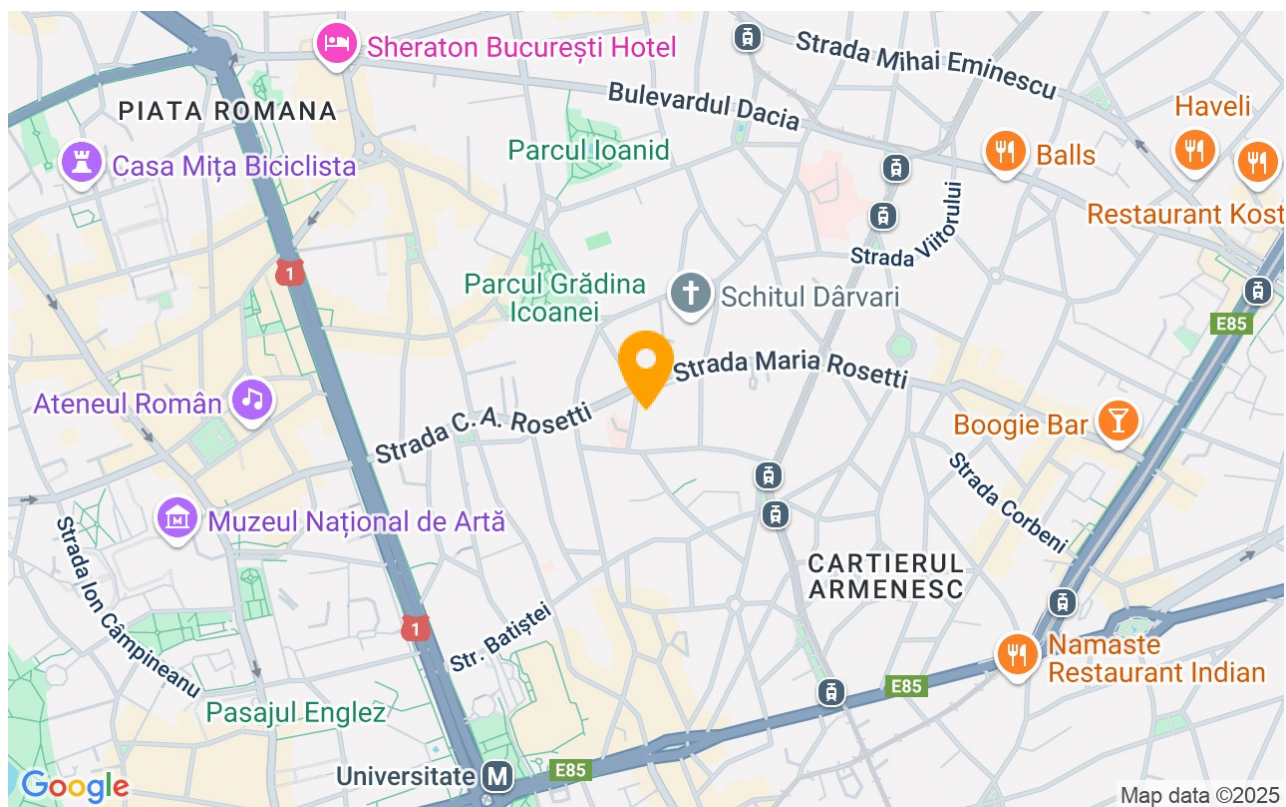 Sheraton București Hotel
Strada Mihai Eminescu
PIATA ROMANA
Bulevardul Dacia
Haveli
Casa Mița Biciclista
Parcul Ioanid
Balls
Restaurant Kost
Strada Viitorului
1
Parcul Grădina
Icoanei
Schitul Dârvari
E85
Strada Maria Rosetti
Ateneul Român
Strada C. A. Rosetti
Boogie Bar
Strada Corbeni
Muzeul Național de Artă
Strada Ion Câmpineanu
CARTIERUL
ARMENESC
1
Str. Batiștei
Namaste
Restaurant Indian
E85
Pasajul Englez
Universitate M
E85
Google
Map data ©2025